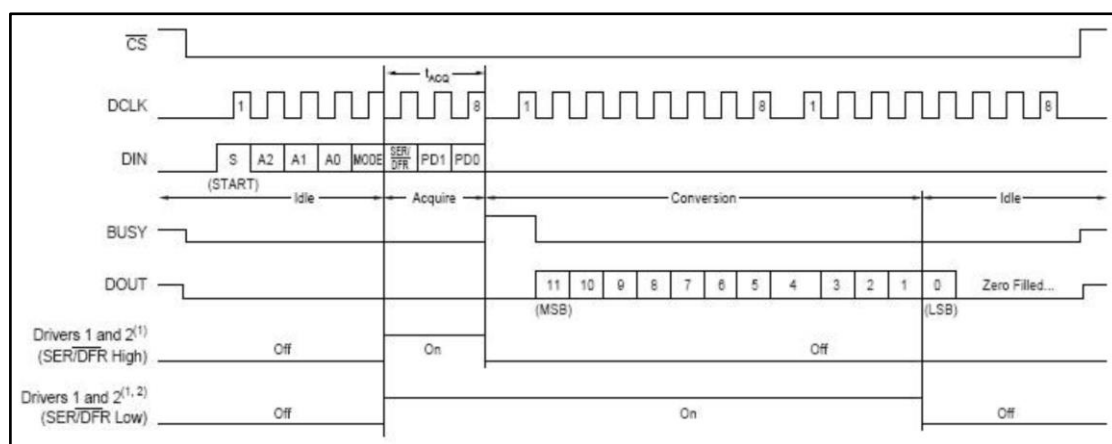 CS
tACQ
DCLK 1 8 1 8 1 8
DIN S A2 A1 A0 MODE SER/DFR PD1 PD0
(START)
Idle Acquire Conversion Idle
BUSY
DOUT 11 10 9 8 7 6 5 4 3 2 1 0 Zero Filled...
(MSB) (LSB)
Drivers 1 and 2(1)
(SER/DFR High) Off On Off
Drivers 1 and 2(1, 2)
(SER/DFR Low) Off On Off